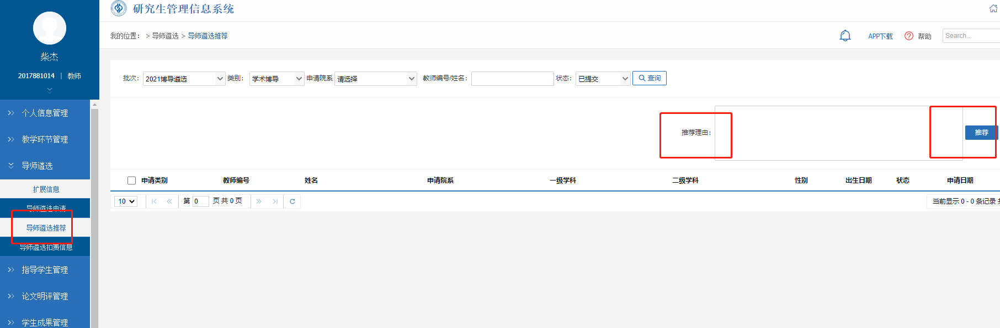 研究生管理信息系统
柴杰
2017881014 | 教师
我的位置： > 导师遴选 > 导师遴选推荐
APP下载
帮助
Search...
批次： 2021博导遴选 类别： 学术博导 申请院系 请选择 教师编号/姓名： 状态： 已提交 查询
个人信息管理
教学环节管理
导师遴选
扩展信息
导师遴选申请
导师遴选推荐
导师遴选扣费信息
指导学生管理
论文明评管理
学生成果管理
推荐理由： 推荐
申请类别 教师编号 姓名 申请院系 一级学科 二级学科 性别 出生日期 状态 申请日期
10 第 0 页 共 0 页 当前显示 0 - 0 条记录